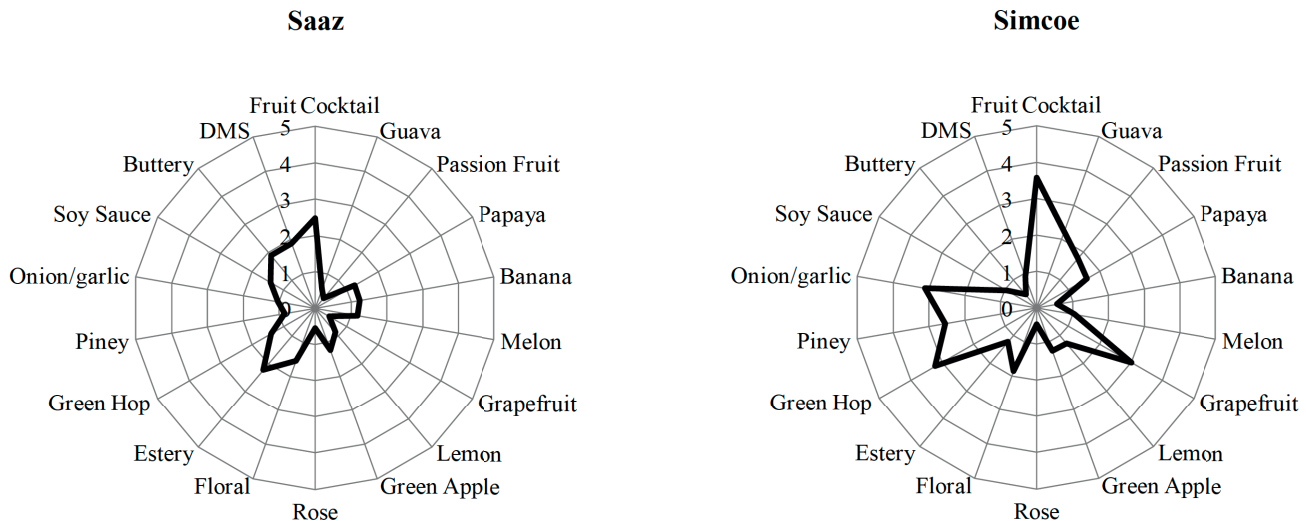 Saaz
Fruit Cocktail
Guava
Passion Fruit
Papaya
Banana
Melon
Grapefruit
Lemon
Green Apple
Rose
Floral
Estery
Green Hop
Piney
Onion/garlic
Soy Sauce
Buttery
DMS
5
4
3
2
1
0
Simcoe
Fruit Cocktail
Guava
Passion Fruit
Papaya
Banana
Melon
Grapefruit
Lemon
Green Apple
Rose
Floral
Estery
Green Hop
Piney
Onion/garlic
Soy Sauce
Buttery
DMS
5
4
3
2
1
0